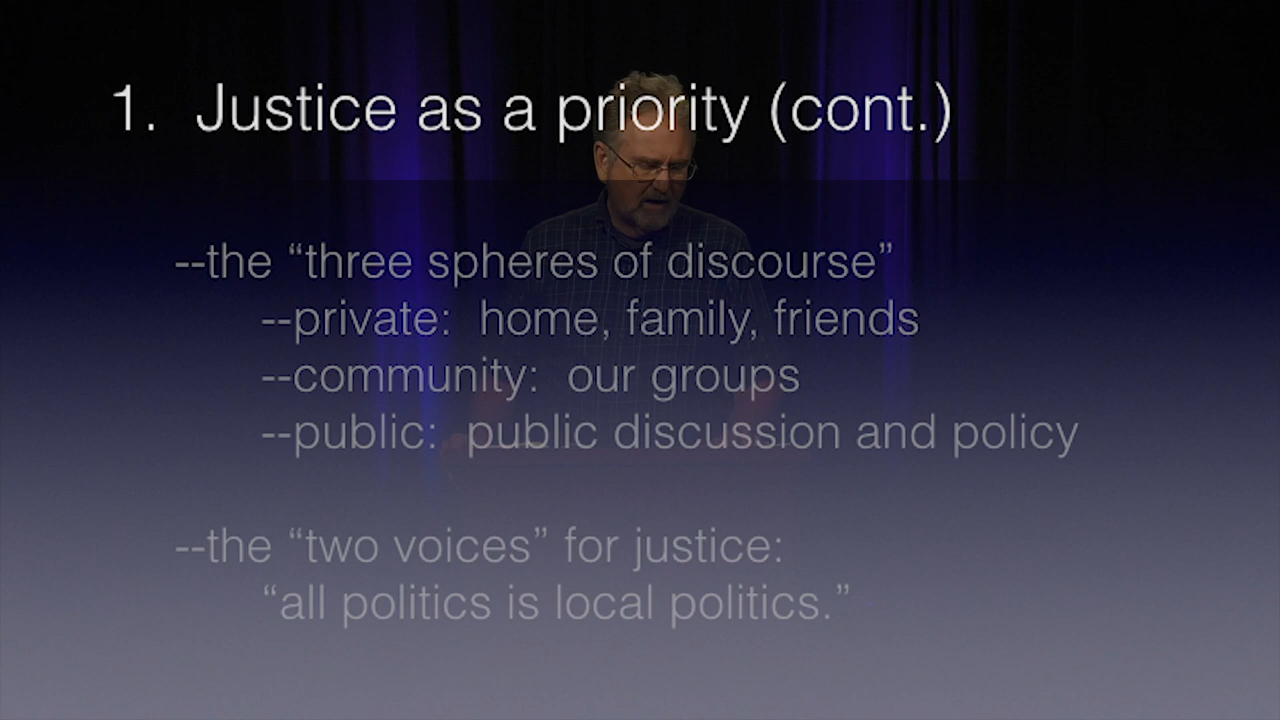 1. Justice as a priority (cont.)
--the “three spheres of discourse”
--private: home, family, friends
--community: our groups
--public: public discussion and policy
--the “two voices” for justice:
“all politics is local politics.”